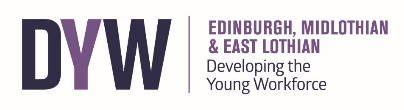 DYW
EDINBURGH, MIDLOTHIAN
& EAST LOTHIAN
Developing the
Young Workforce